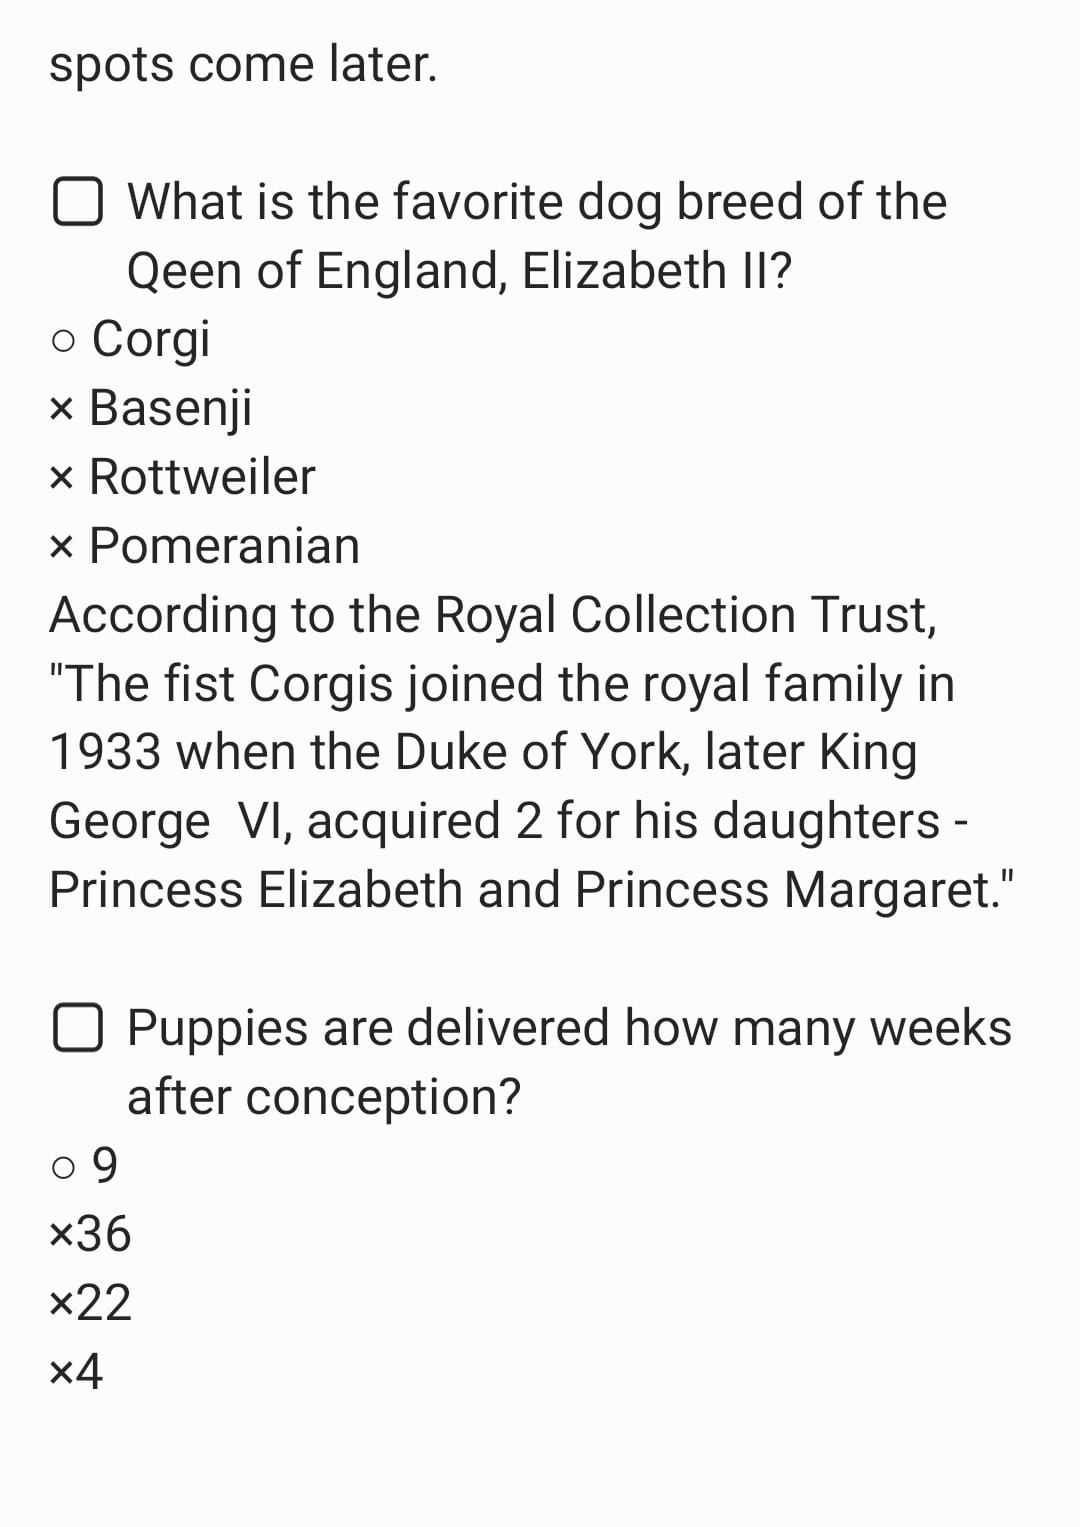 spots come later.
What is the favorite dog breed of the
Qeen of England, Elizabeth II?
○ Corgi
× Basenji
× Rottweiler
× Pomeranian
According to the Royal Collection Trust,
"The fist Corgis joined the royal family in
1933 when the Duke of York, later King
George  VI, acquired 2 for his daughters -
Princess Elizabeth and Princess Margaret."
Puppies are delivered how many weeks
after conception?
○ 9
×36
×22
×4